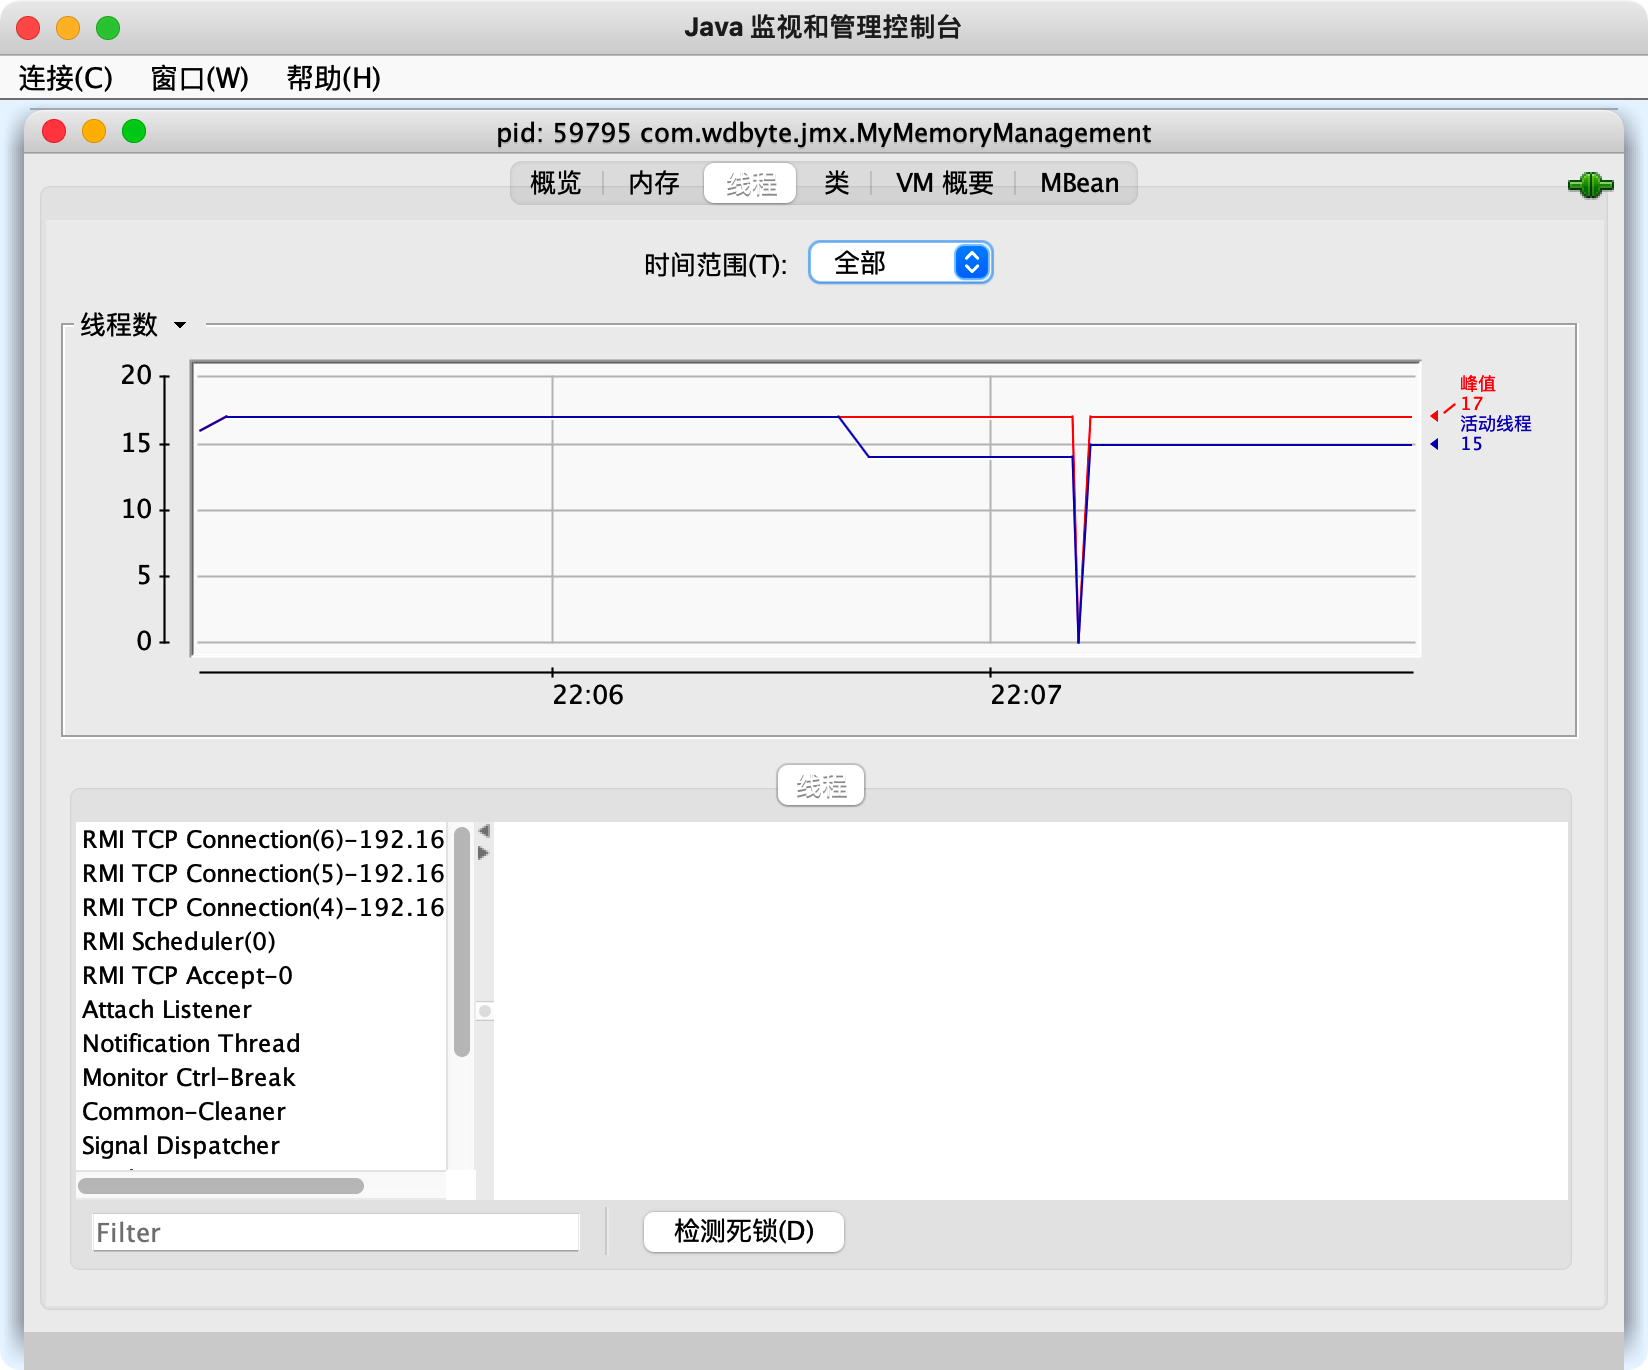 Java 监视和管理控制台
连接(C) 窗口(W) 帮助(H)
pid: 59795 com.wdbyte.jmx.MyMemoryManagement
概览 内存 线程 类 VM 概要 MBean
时间范围(T): 全部
线程数
20
15
10
5
0
峰值
17
活动线程
15
22:06 22:07
线程
RMI TCP Connection(6)-192.16
RMI TCP Connection(5)-192.16
RMI TCP Connection(4)-192.16
RMI Scheduler(0)
RMI TCP Accept-0
Attach Listener
Notification Thread
Monitor Ctrl-Break
Common-Cleaner
Signal Dispatcher
Filter 检测死锁(D)